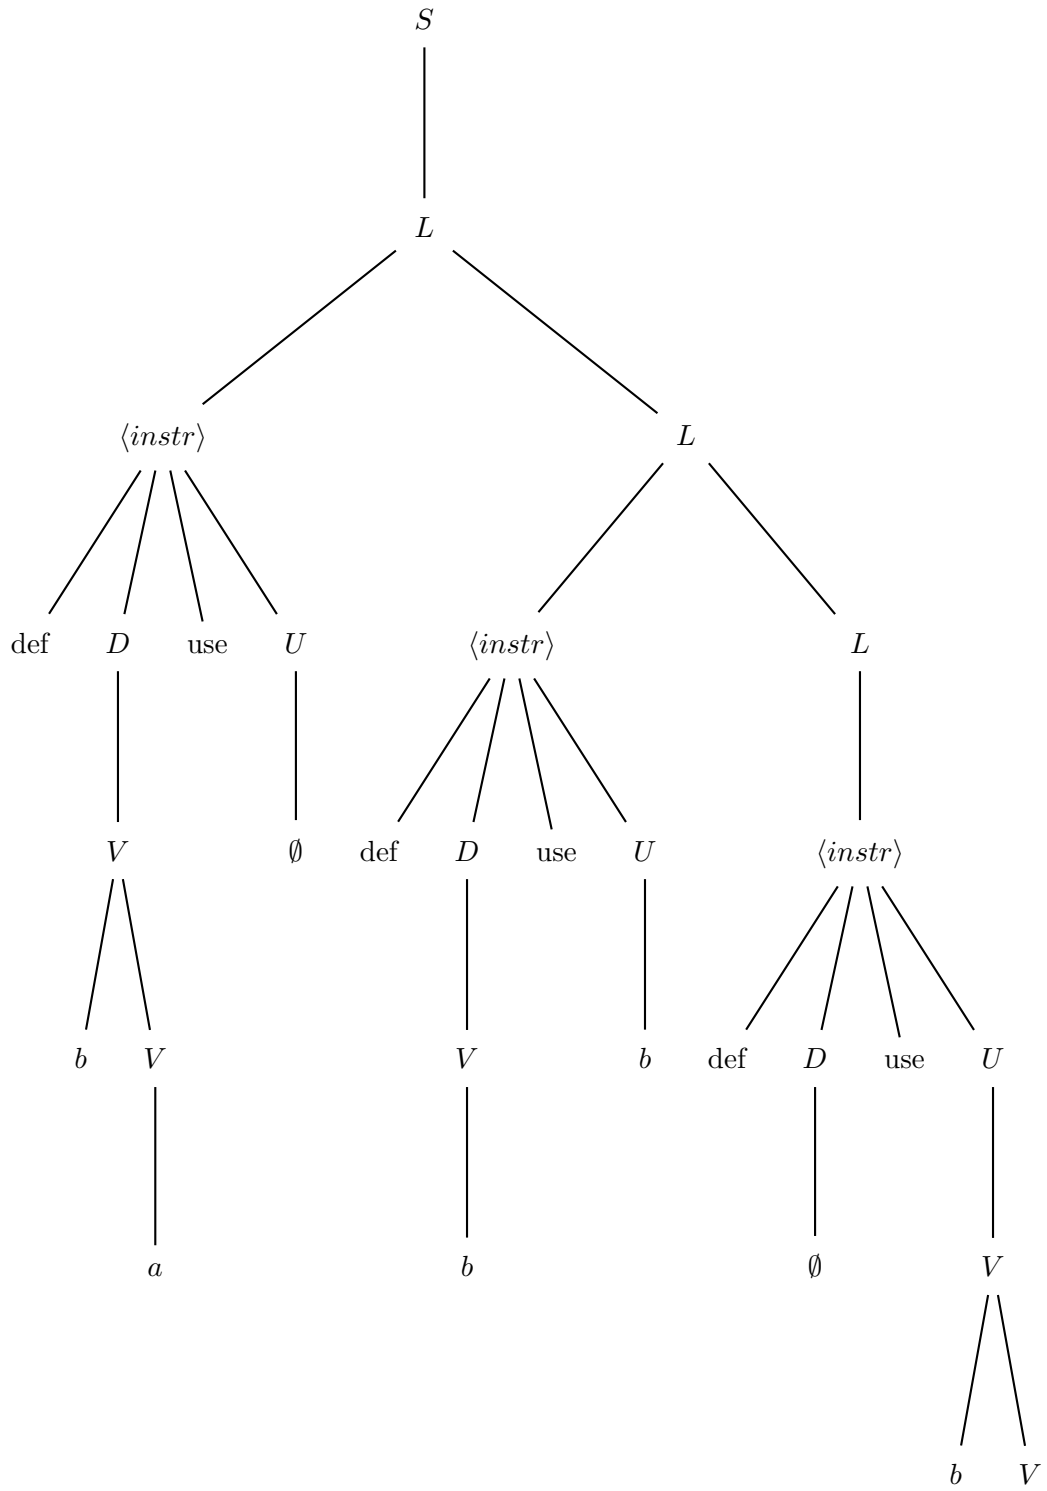 S
L
⟨instr⟩ L
def D use U ⟨instr⟩ L
V ∅ def D use U ⟨instr⟩
b V V b def D use U
a b ∅ V
b V